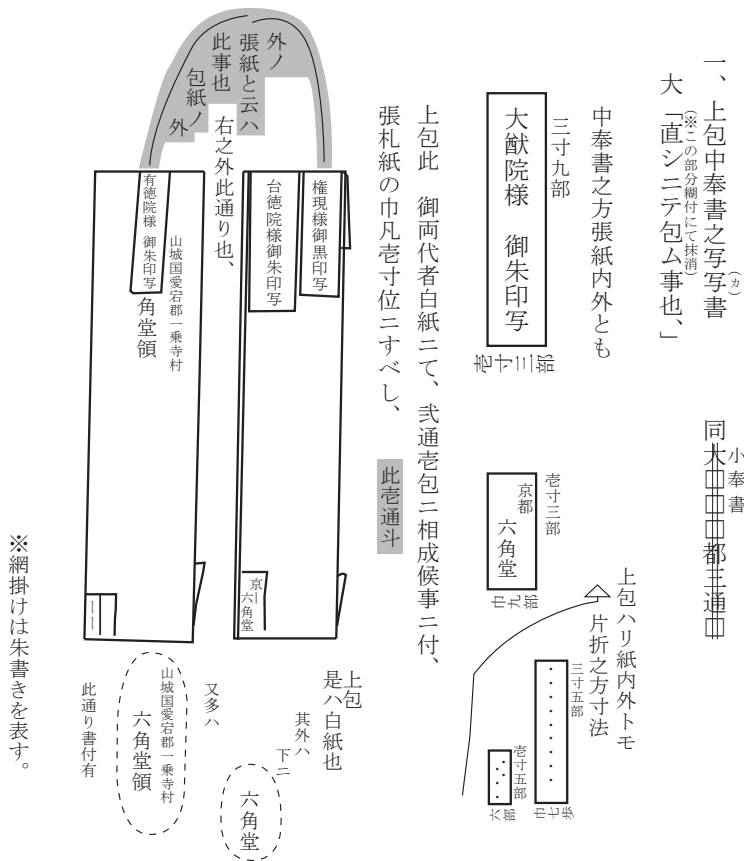 一、上包中奉書之写写書
(カ)
大「直シニテ包ム事也、」
(※この部分糊付にて抹消)
小奉書
同大□□□都三通□
中奉書之方張紙内外とも
三寸九部
大猷院様　御朱印写
壱寸三部
壱寸三部
京都
六角堂
巾九部
上包ハリ紙内外トモ
片折之方寸法
三寸五部
巾七歩
壱寸五部
六部
上包此　御両代者白紙ニて、弐通壱包ニ相成候事ニ付、
張札紙の巾凡壱寸位ニすべし、
此壱通斗
外ノ
張紙と云ハ
此事也
包紙ノ
外
右之外此通り也、
権現様御黒印写
台徳院様御朱印写
京
六角堂
有徳院様　御朱印写
山城国愛宕郡一乗寺村
六角堂領
上包
是ハ白紙也
其外ハ
下ニ
六角堂
又多ハ
山城国愛宕郡一乗寺村
六角堂領
此通り書付有
※網掛けは朱書きを表す。